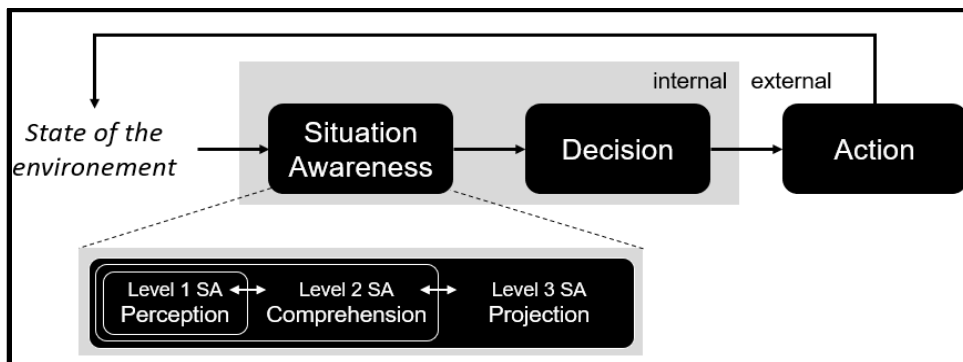 internal external
State of the
environement
Situation
Awareness
Decision
Action
Level 1 SA
Perception
Level 2 SA
Comprehension
Level 3 SA
Projection